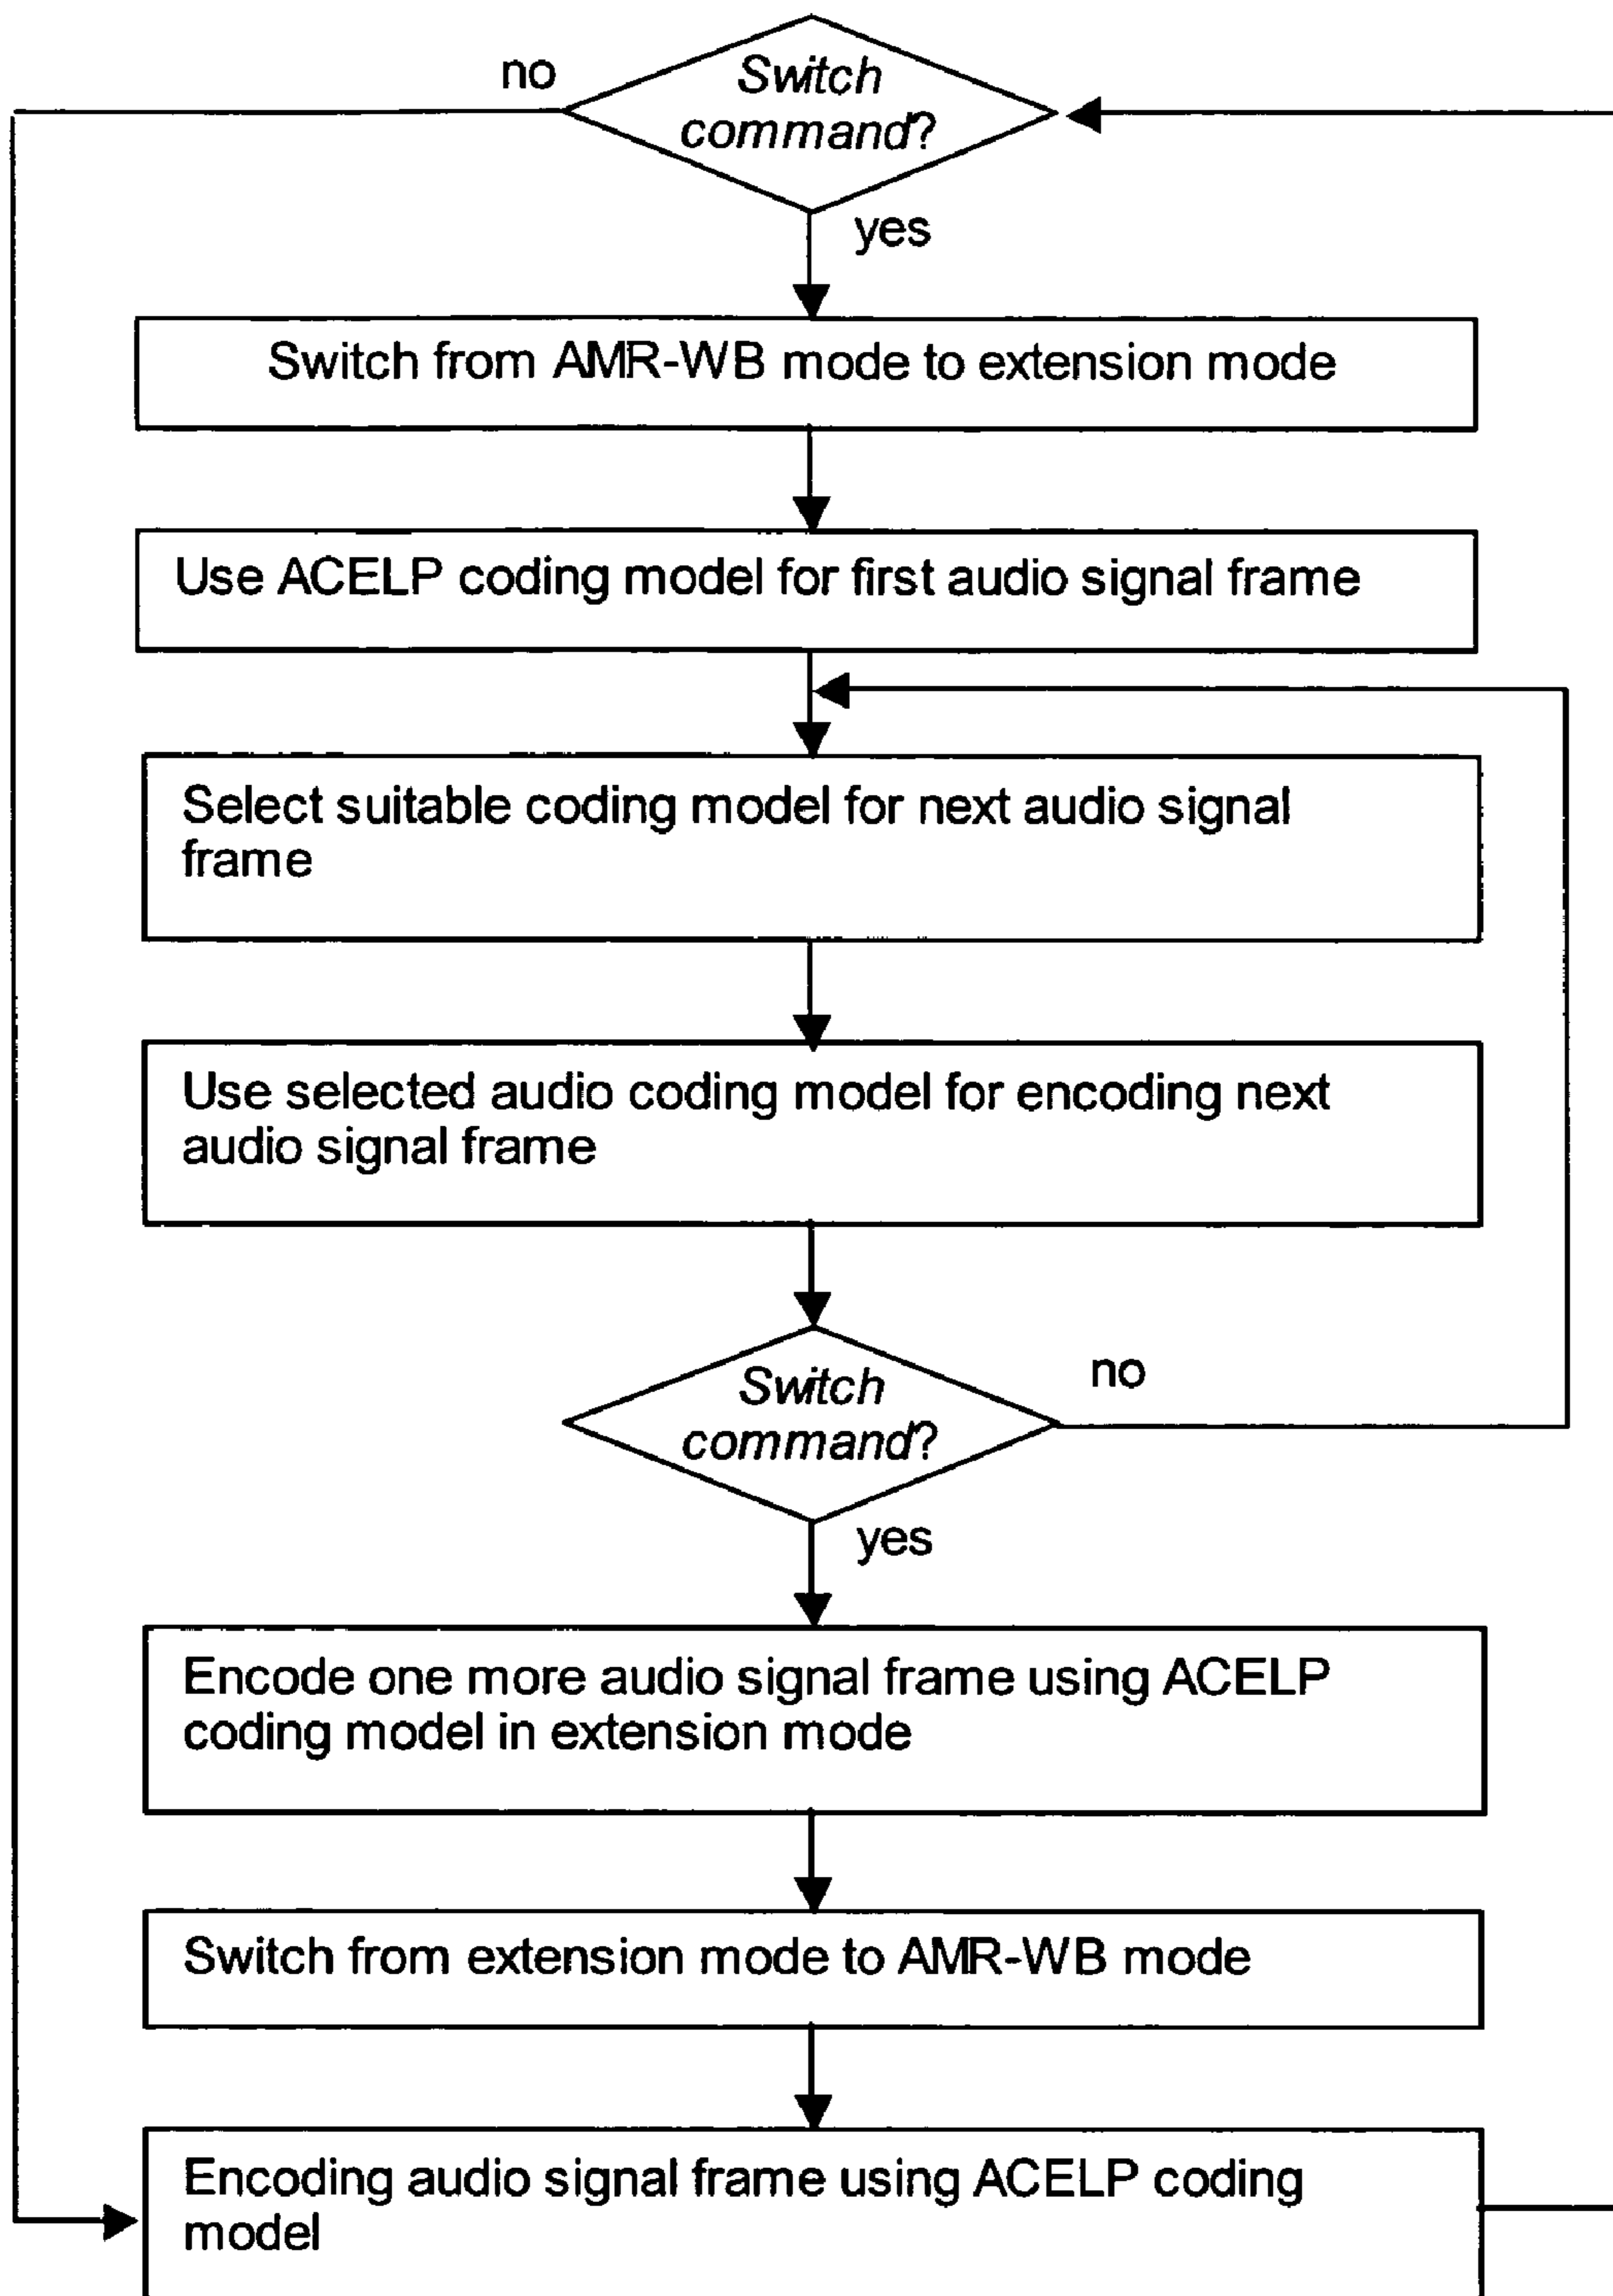 no
Switch
command?
yes
Switch from AMR-WB mode to extension mode
Use ACELP coding model for first audio signal frame
Select suitable coding model for next audio signal
frame
Use selected audio coding model for encoding next
audio signal frame
Switch
command?
no
yes
Encode one more audio signal frame using ACELP
coding model in extension mode
Switch from extension mode to AMR-WB mode
Encoding audio signal frame using ACELP coding
model